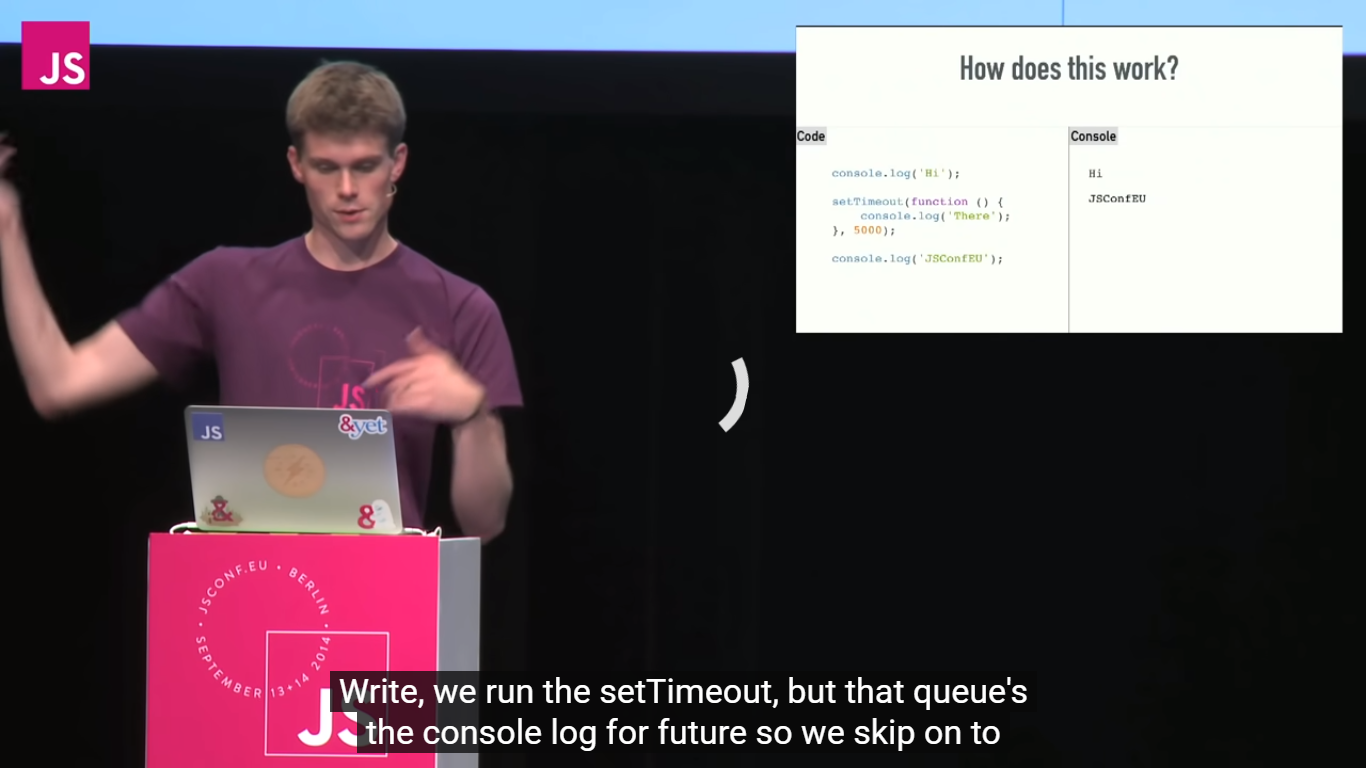 JS
How does this work?
Code
Console
console.log('Hi');
setTimeout(function () {
console.log('There');
}, 5000);
console.log('JSConfEU');
Hi
JSConfEU
JS
JS
&yet
&
&
JSCONF.EU • BERLIN • SEPTEMBER 13+14 2014 •
JS
Write, we run the setTimeout, but that queue's
the console log for future so we skip on to